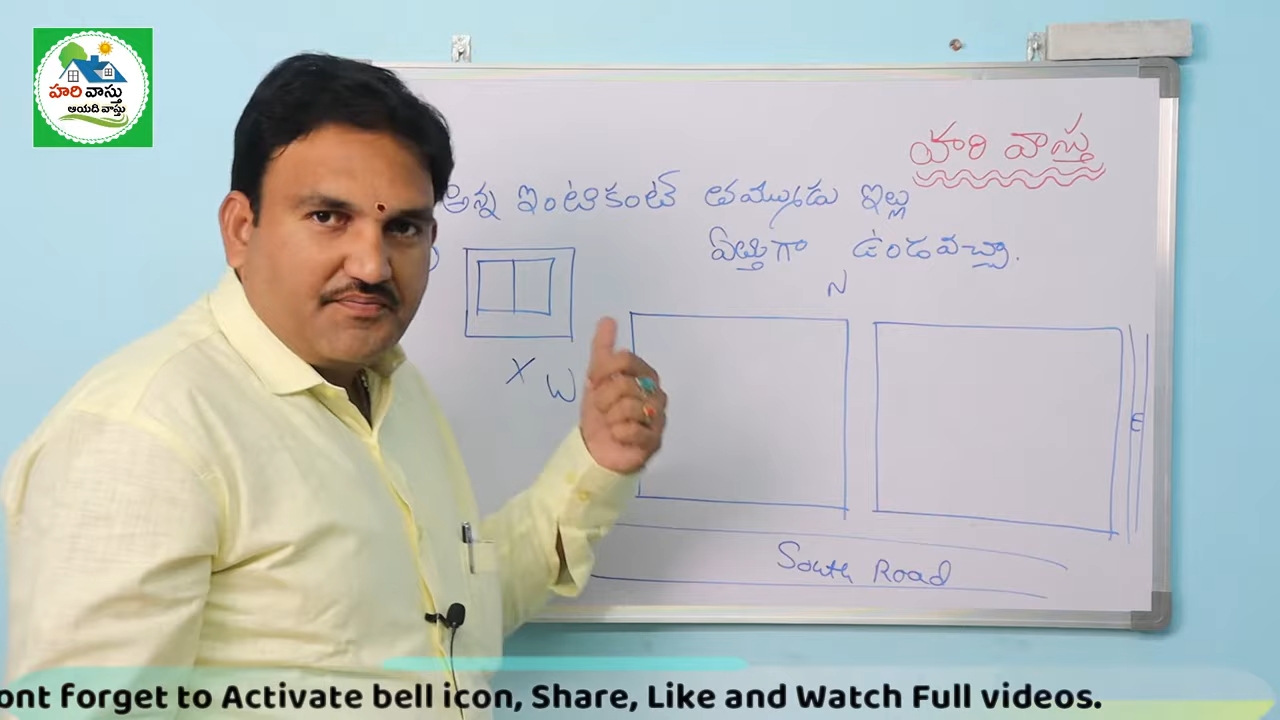 హరి వాస్తు
ఆయది వాస్తు
హరి వాస్తు
అన్న ఇంటికంటే తమ్ముడు ఇల్లు
ఏత్తుగా ఉండవచ్చా.
N
X W
E
South Road
ont forget to Activate bell icon, Share, Like and Watch Full videos.